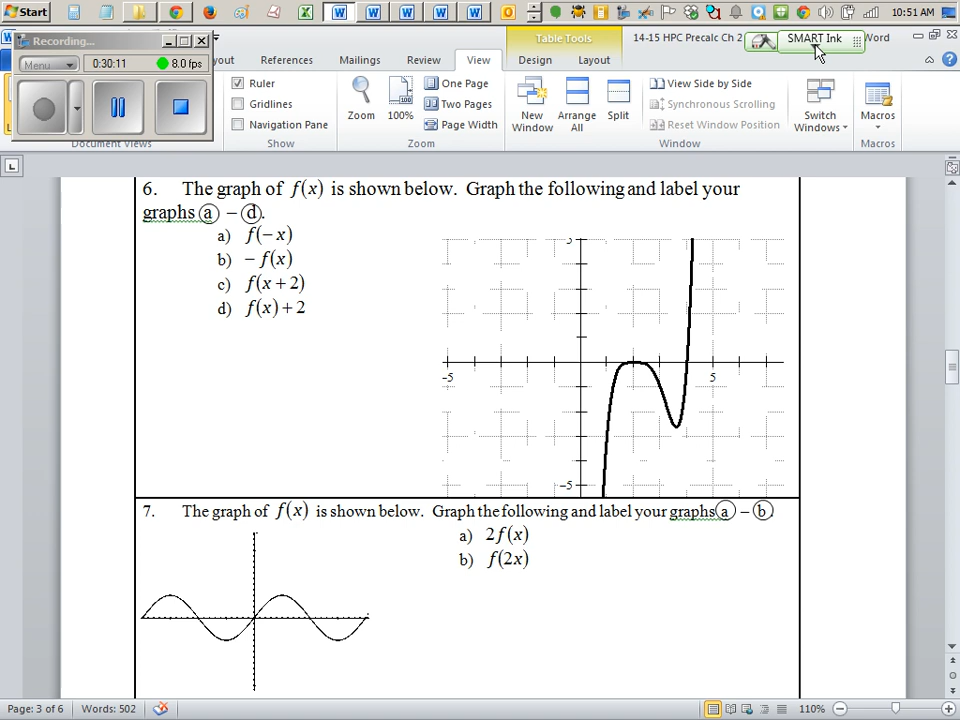 Start
10:51 AM
Recording...
14-15 HPC Precalc Ch 2
Table Tools
SMART Ink
Word
Menu
0:30:11
8.0 fps
out
References
Mailings
Review
View
Design
Layout
Ruler
Gridlines
Navigation Pane
Zoom
100%
One Page
Two Pages
Page Width
New Window
Arrange All
Split
View Side by Side
Synchronous Scrolling
Reset Window Position
Switch Windows
Macros
Document Views
Show
Zoom
Window
Macros
6. The graph of f(x) is shown below. Graph the following and label your
graphs a – d.
a) f(− x)
b) − f(x)
c) f(x + 2)
d) f(x) + 2
5
-5
5
-5
7. The graph of f(x) is shown below. Graph the following and label your graphs a – b.
a) 2f(x)
b) f(2x)
Page: 3 of 6
Words: 502
110%